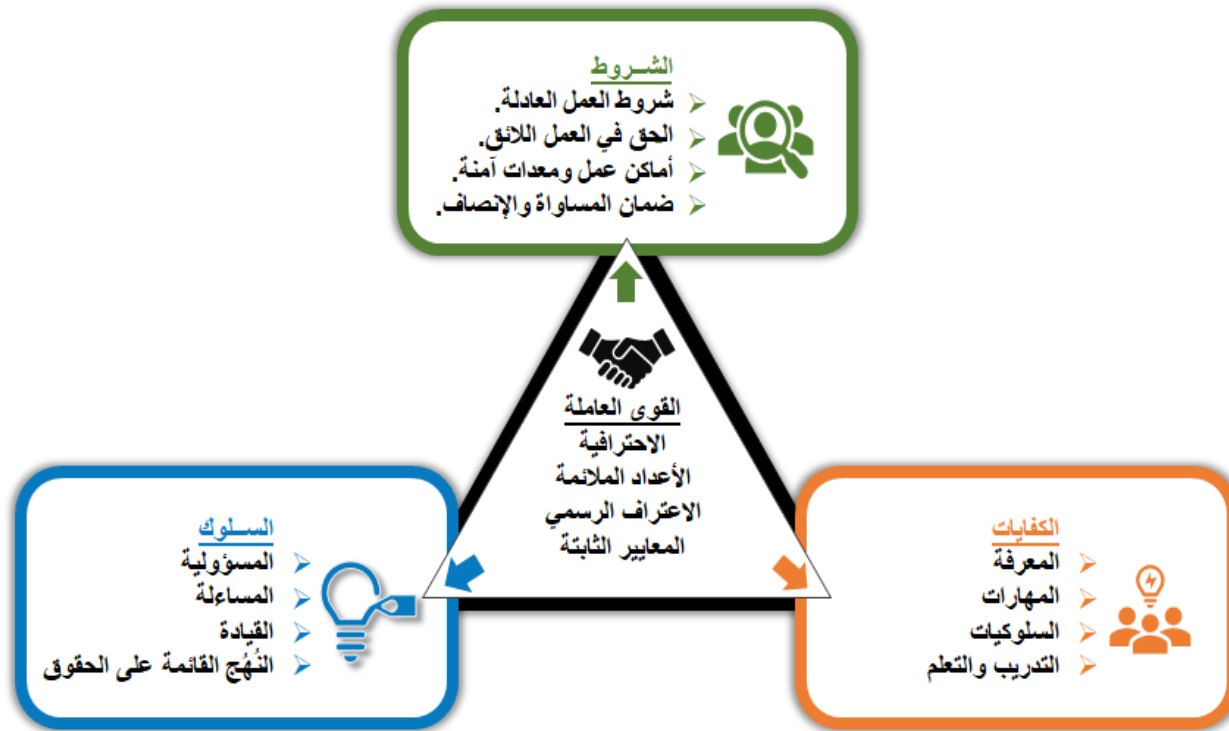 الشــروط
شروط العمل العادلة.
الحق في العمل اللائق.
أماكن عمل ومعدات آمنة.
ضمان المساواة والإنصاف.
القوى العاملة
الاحترافية
الأعداد الملائمة
الاعتراف الرسمي
المعايير الثابتة
الكفايات
المعرفة
المهارات
السلوكيات
التدريب والتعلم
الســلوك
المسؤولية
المساءلة
القيادة
النُهُج القائمة على الحقوق